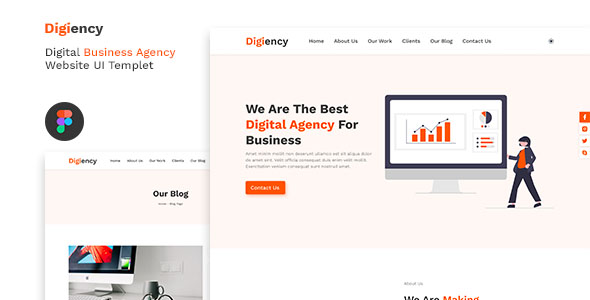 Digiency
Digital Business Agency
Website UI Templet
Digiency
Home About Us Our Work Clients Our Blog Contact Us
We Are The Best
Digital Agency For
Business
Amet minim mollit non deserunt ullamco est sit aliqua dolor
do amet sint. Velit officia consequat duis enim velit mollit.
Exercitation veniam consequat sunt nostrud amet.
Contact Us
Digiency
Home About Us Our Work Clients Our Blog
Our Blog
Home - Blog Page
About us
We Are Making